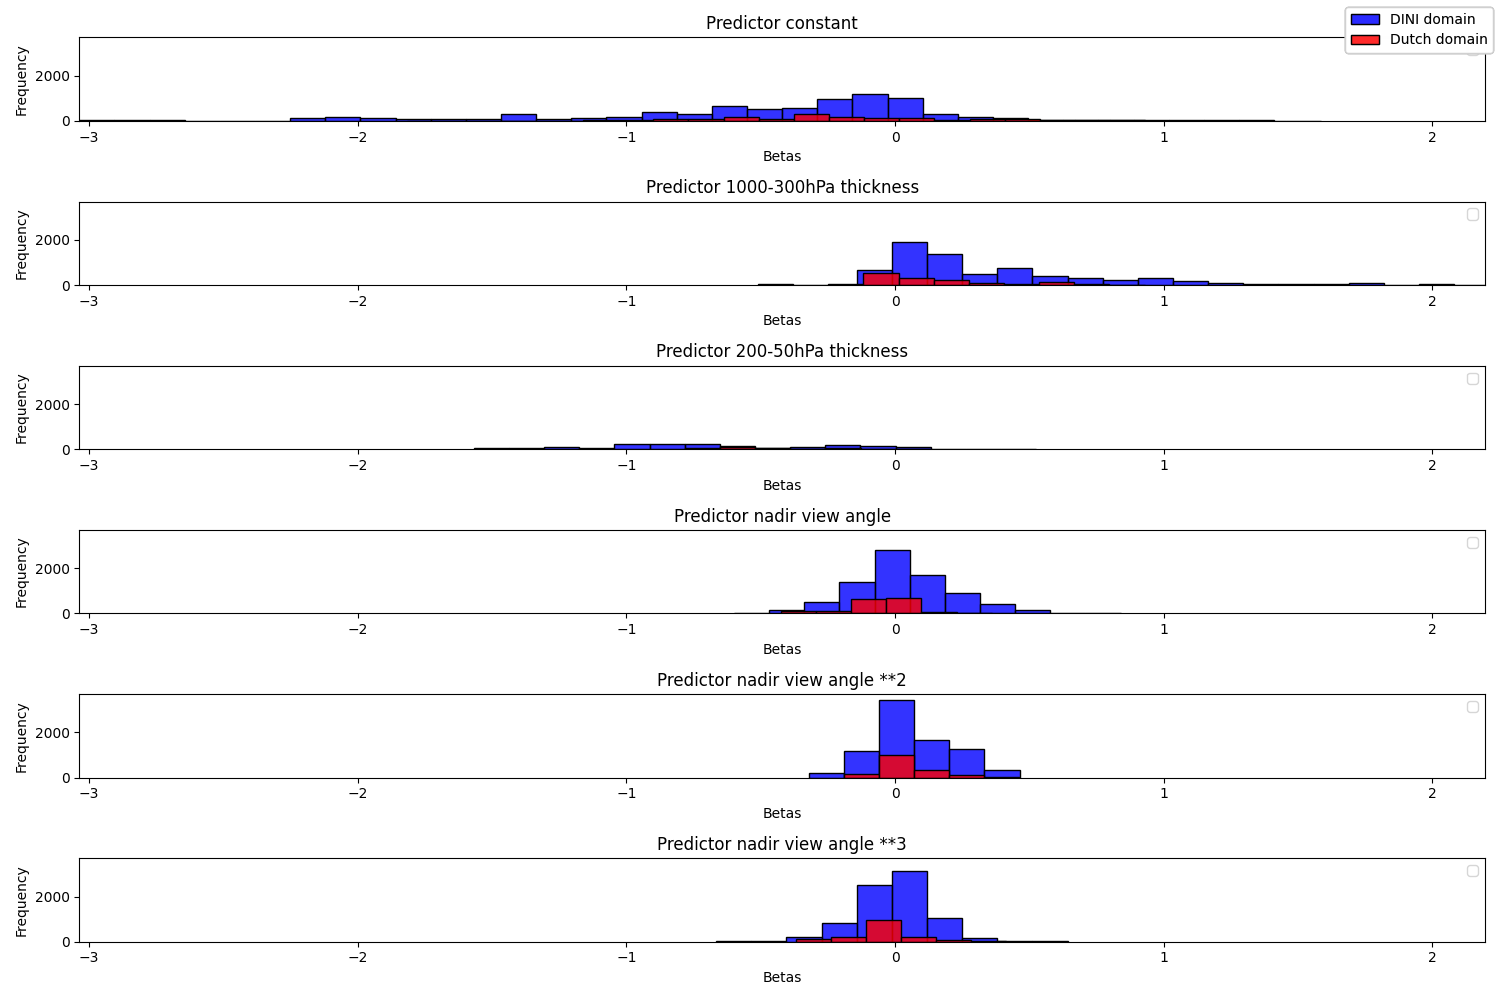 Predictor constant
DINI domain
Dutch domain
Frequency
2000
0
−3 −2 −1 0 1 2
Betas
Predictor 1000-300hPa thickness
Frequency
2000
0
−3 −2 −1 0 1 2
Betas
Predictor 200-50hPa thickness
Frequency
2000
0
−3 −2 −1 0 1 2
Betas
Predictor nadir view angle
Frequency
2000
0
−3 −2 −1 0 1 2
Betas
Predictor nadir view angle **2
Frequency
2000
0
−3 −2 −1 0 1 2
Betas
Predictor nadir view angle **3
Frequency
2000
0
−3 −2 −1 0 1 2
Betas